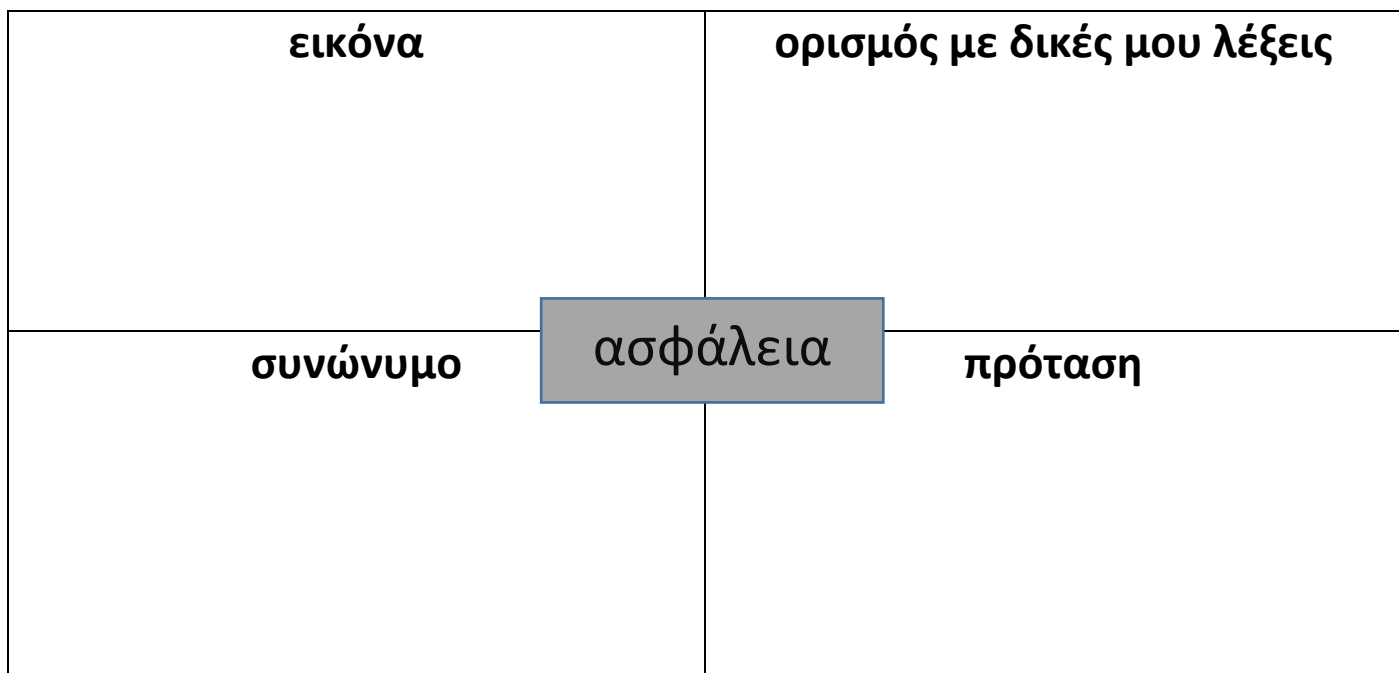 εικόνα
ορισμός με δικές μου λέξεις
ασφάλεια
συνώνυμο
πρόταση